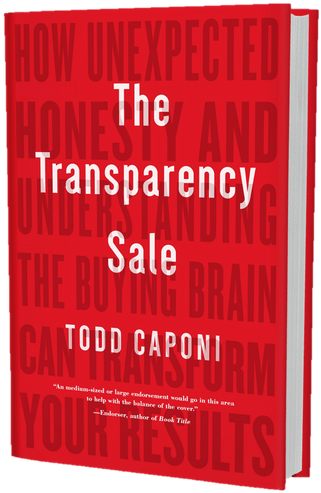 HOW UNEXPECTED
The
HONESTY AND
Transparency
UNDERSTANDING
Sale
THE BUYING BRAIN
TODD CAPONI
CAN TRANSFORM
"An medium-sized or large endorsement would go in this area
to help with the balance of the cover."
—Endorser, author of Book Title
YOUR RESULTS